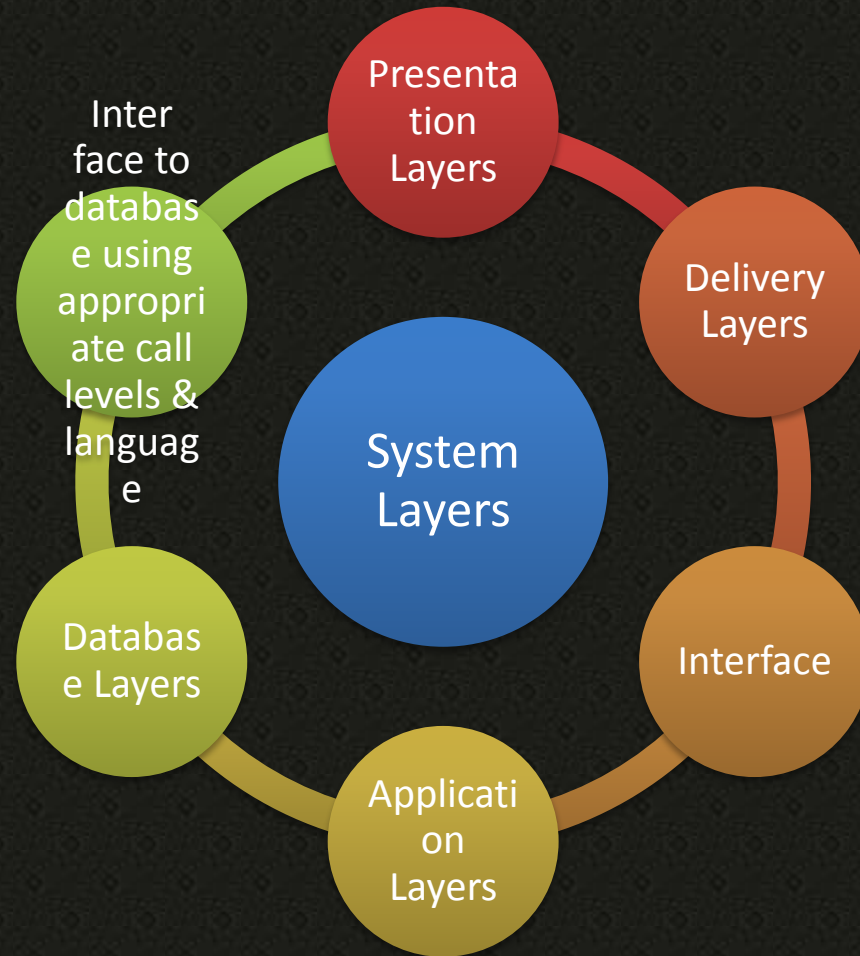 Presenta
tion
Layers
Delivery
Layers
Interface
Applicati
on
Layers
Databas
e Layers
Inter
face to
databas
e using
appropri
ate call
levels &
languag
e
System
Layers